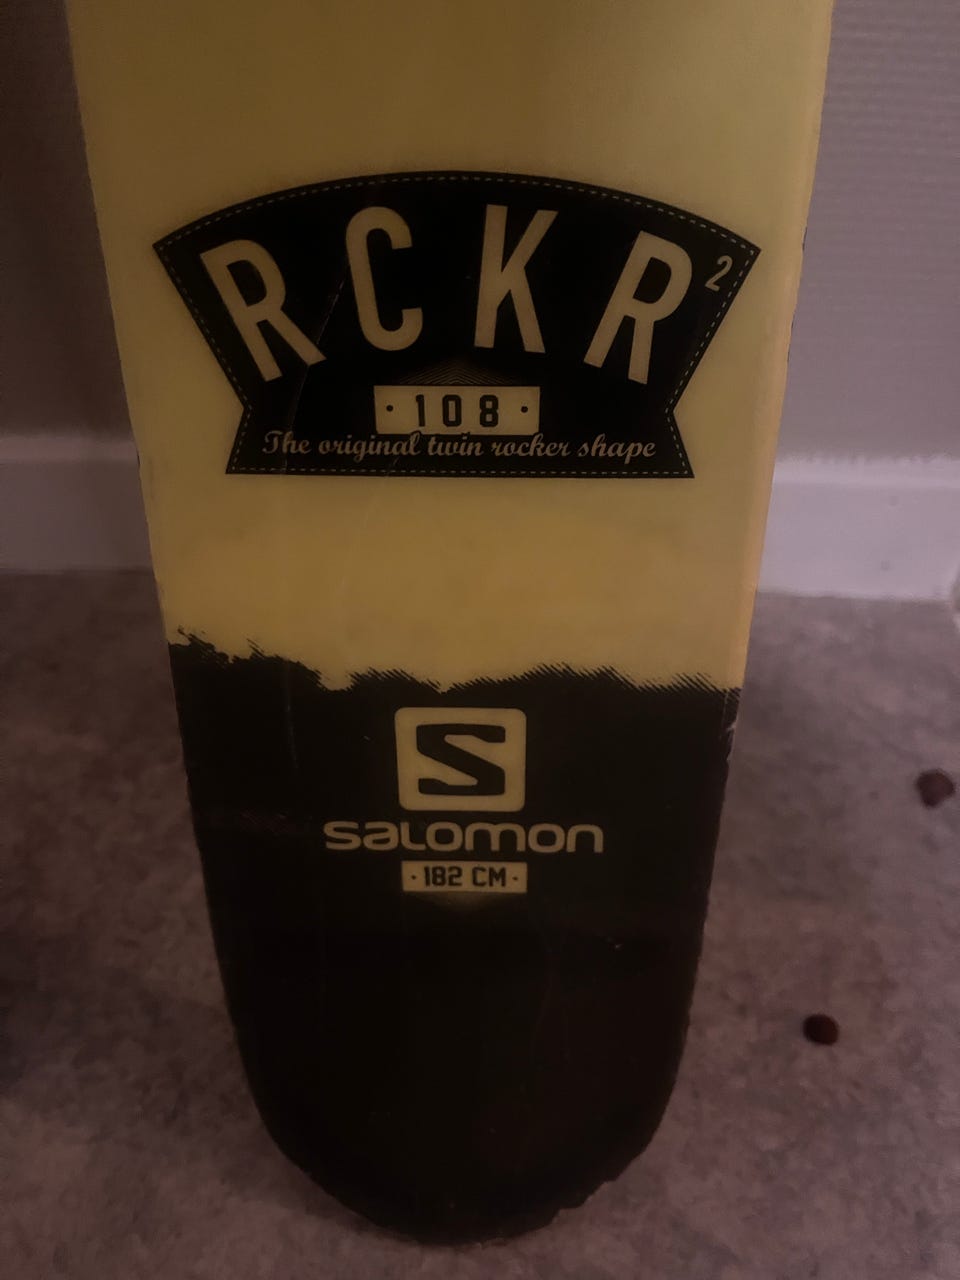 RCKR²
· 108 ·
The original twin rocker shape
S
salomon
· 182 CM ·